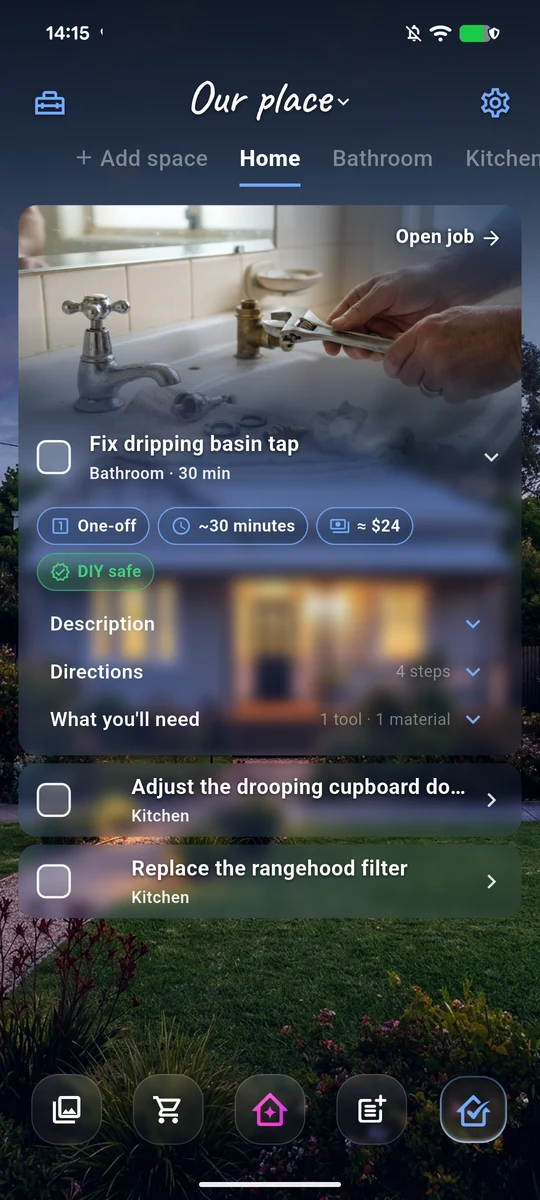 14:15
Our place
+ Add space
Home
Bathroom
Kitchen
Open job →
Fix dripping basin tap
Bathroom · 30 min
1 One-off
~30 minutes
≈ $24
DIY safe
Description
Directions
4 steps
What you'll need
1 tool · 1 material
Adjust the drooping cupboard do...
Kitchen
Replace the rangehood filter
Kitchen